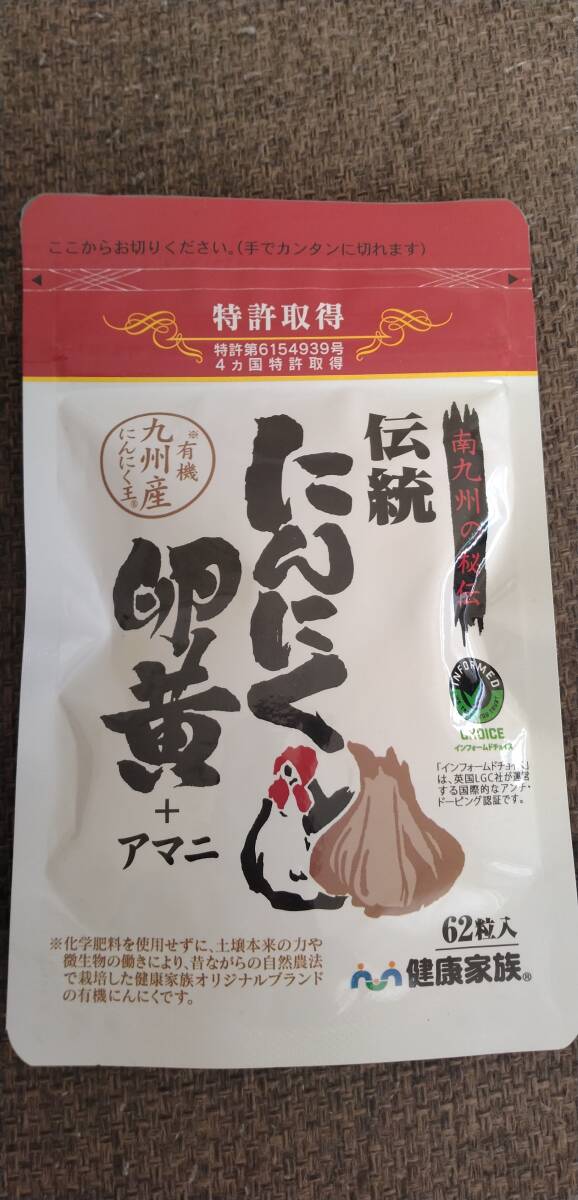 ここからお切りください。(手でカンタンに切れます)
特許取得
特許第6154939号
4ヵ国特許取得
南九州の秘伝
伝統
にんにく
卵黄
+
アマニ
※有機
九州産
にんにく王®
INFORMED
CHOICE
インフォームドチョイス
「インフォームドチョイス」
は、英国LGC社が運営
する国際的なアンチ・
ドーピング認証です。
62粒入
健康家族®
※化学肥料を使用せずに、土壌本来の力や
微生物の働きにより、昔ながらの自然農法
で栽培した健康家族オリジナルブランド
の有機にんにくです。